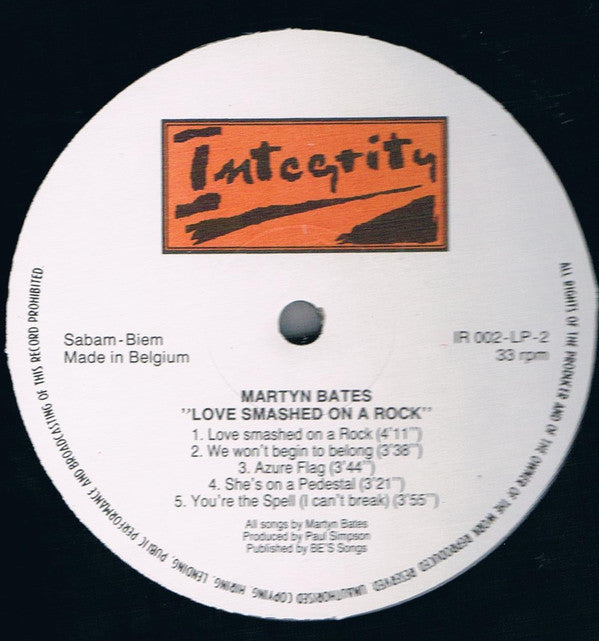 Integrity
Sabam-Biem
Made in Belgium
IR 002-LP-2
33 rpm
MARTYN BATES
"LOVE SMASHED ON A ROCK"
1. Love smashed on a Rock (4'11")
2. We won't begin to belong (3'38")
3. Azure Flag (3'44")
4. She's on a Pedestal (3'21")
5. You're the Spell (I can't break) (3'55")
All songs by Martyn Bates
Produced by Paul Simpson
Published by BE'S Songs
ALL RIGHTS OF THE PRODUCER AND OF THE OWNER OF THE WORK REPRODUCED RESERVED. UNAUTHORISED COPYING, HIRING, LENDING, PUBLIC PERFORMANCE AND BROADCASTING OF THIS RECORD PROHIBITED.